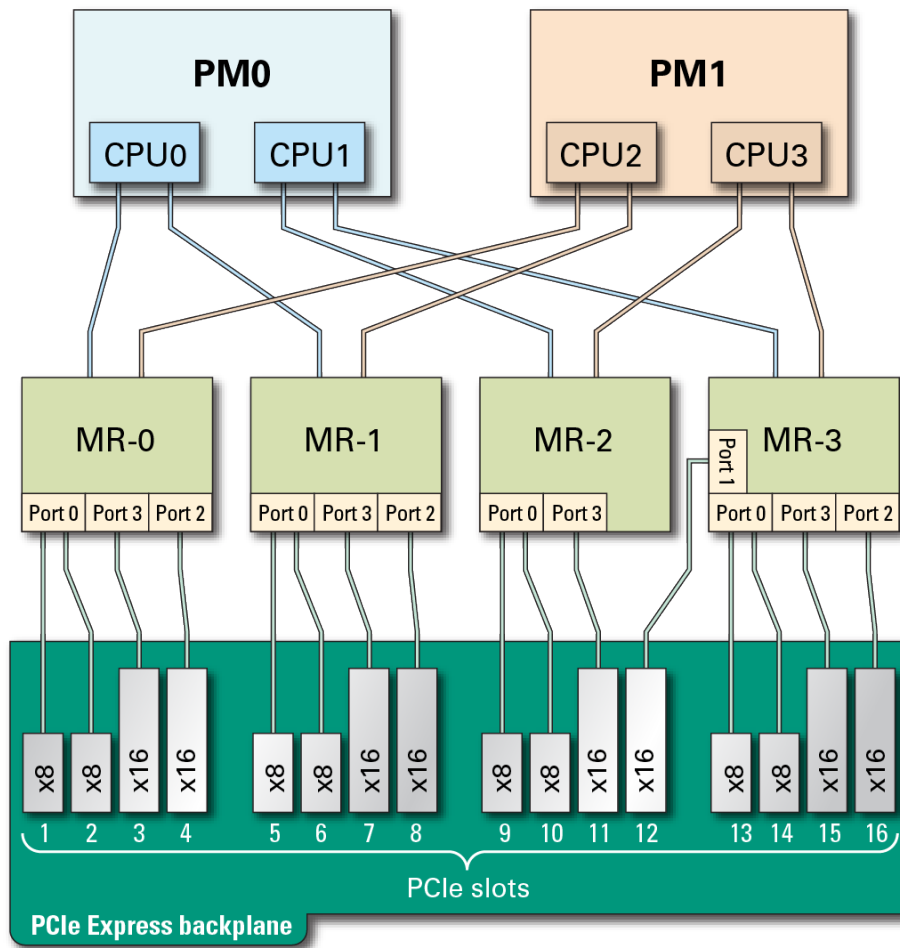 PM0
PM1
CPU0
CPU1
CPU2
CPU3
MR-0
MR-1
MR-2
MR-3
Port 1
Port 0 Port 3 Port 2
Port 0 Port 3 Port 2
Port 0 Port 3
Port 0 Port 3 Port 2
x8 x8 x16 x16
x8 x8 x16 x16
x8 x8 x16 x16
x8 x8 x16 x16
1 2 3 4 5 6 7 8 9 10 11 12 13 14 15 16
PCIe slots
PCIe Express backplane